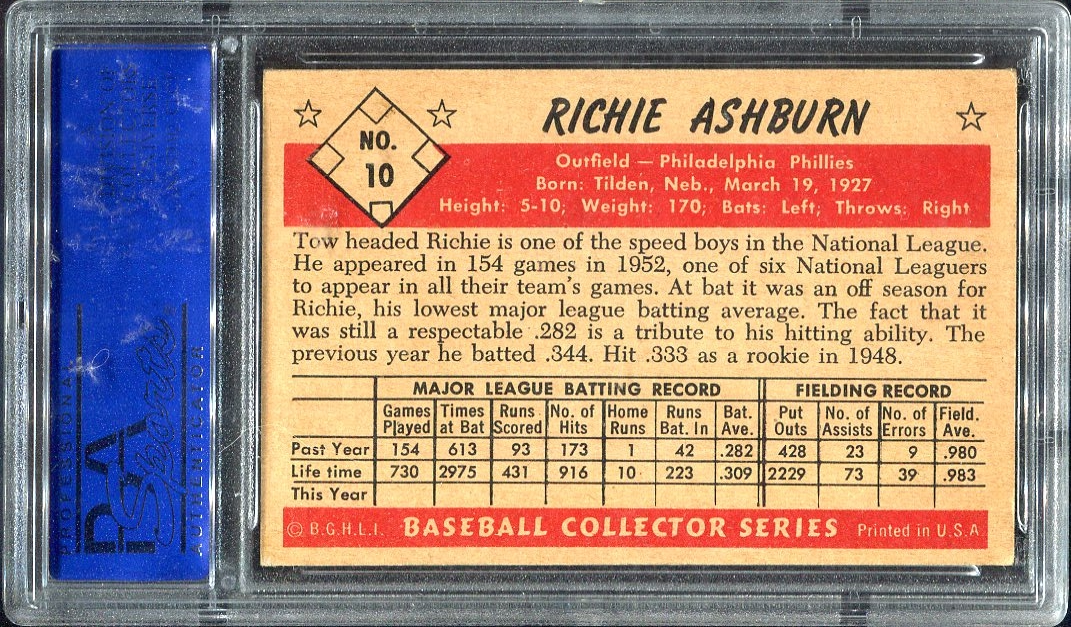 NO.
10
RICHIE ASHBURN
Outfield — Philadelphia Phillies
Born: Tilden, Neb., March 19, 1927
Height: 5-10; Weight: 170; Bats: Left; Throws: Right
Tow headed Richie is one of the speed boys in the National League.
He appeared in 154 games in 1952, one of six National Leaguers
to appear in all their team's games. At bat it was an off season for
Richie, his lowest major league batting average. The fact that it
was still a respectable .282 is a tribute to his hitting ability. The
previous year he batted .344. Hit .333 as a rookie in 1948.
MAJOR LEAGUE BATTING RECORD FIELDING RECORD
Games Times Runs No. of Home Runs Bat. Put No. of No. of Field.
Played at Bat Scored Hits Runs Bat. In Ave. Outs Assists Errors Ave.
Past Year 154 613 93 173 1 42 .282 428 23 9 .980
Life time 730 2975 431 916 10 223 .309 2229 73 39 .983
This Year
© B.G.H.L.I. BASEBALL COLLECTOR SERIES Printed in U.S.A
PROFESSIONAL
PSA
AUTHENTICATOR